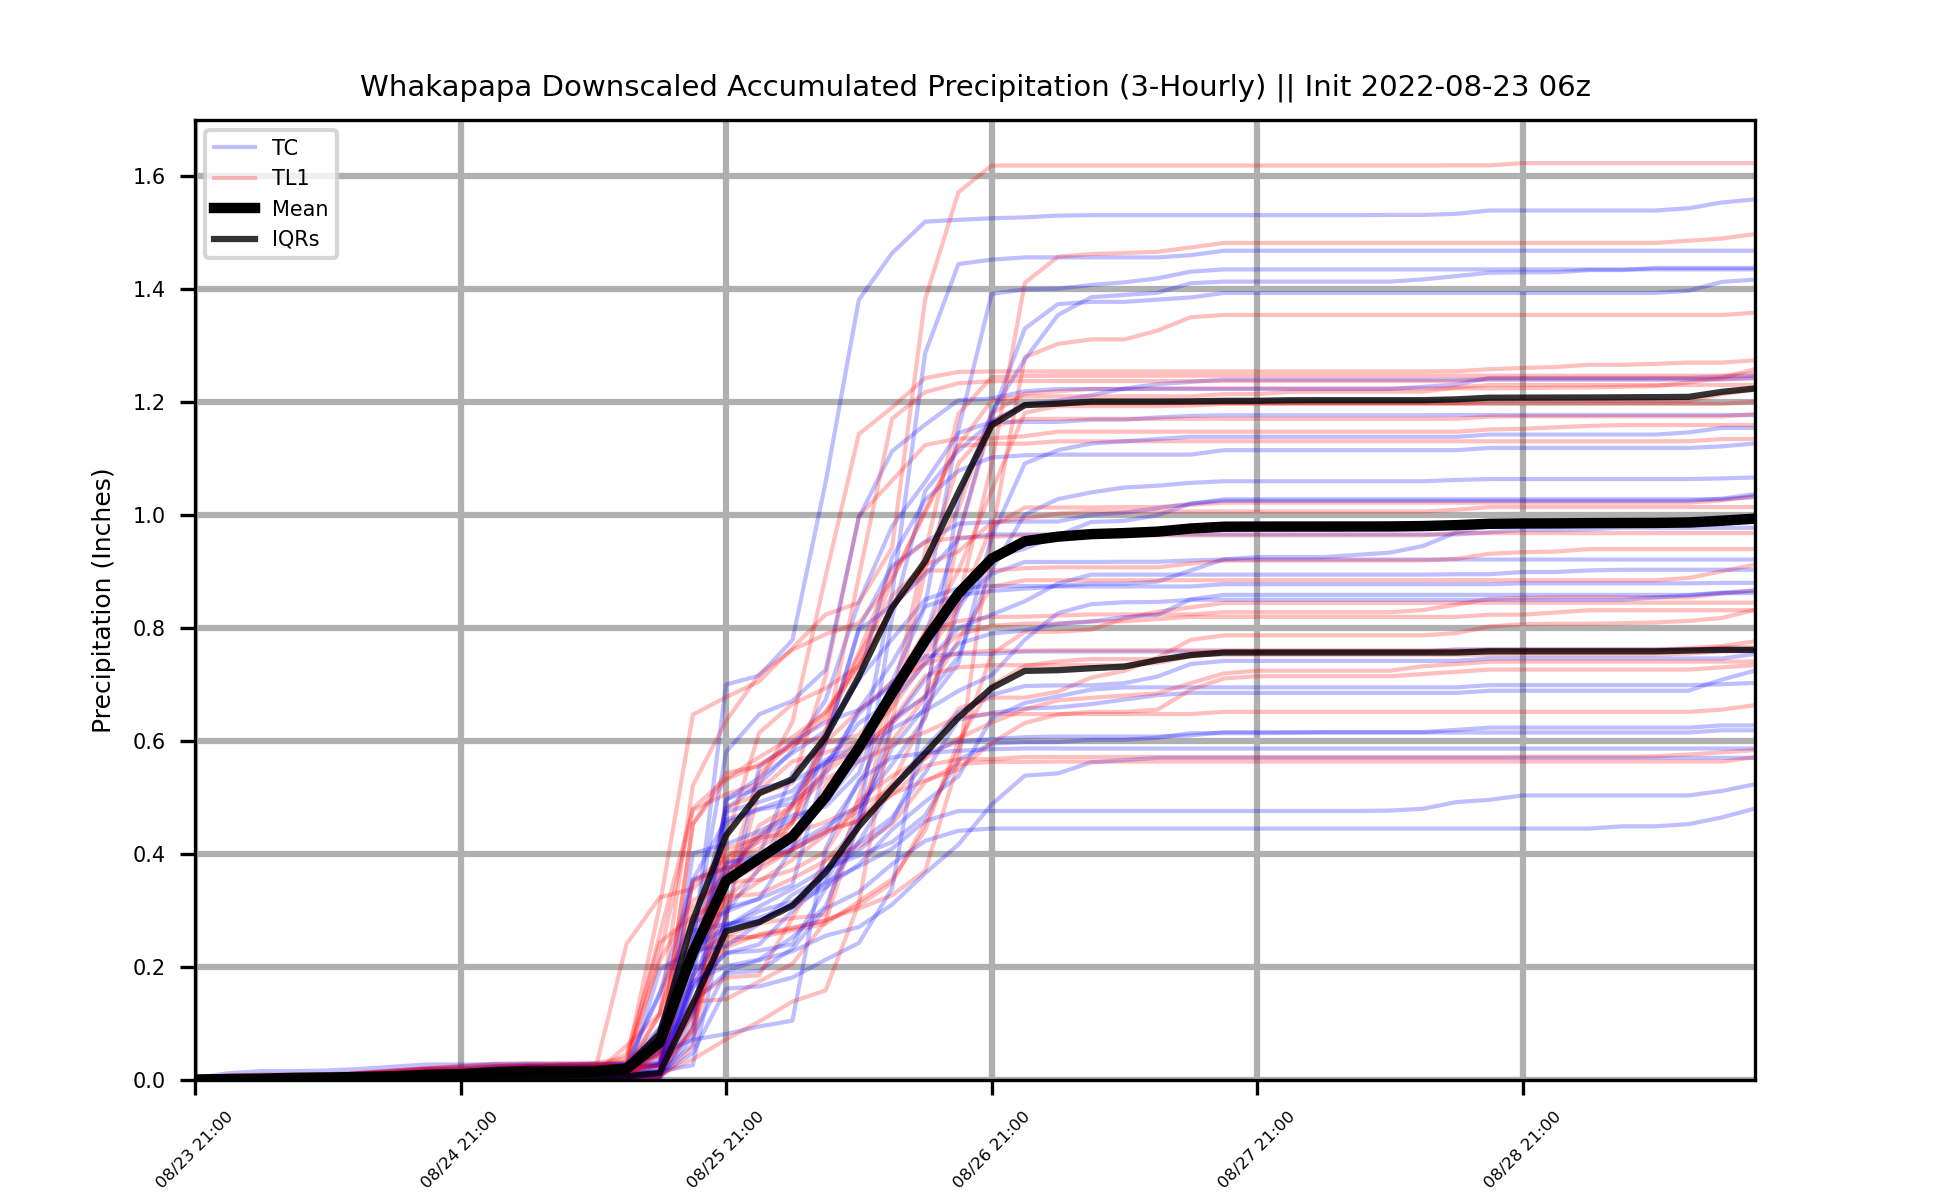 Whakapapa Downscaled Accumulated Precipitation (3-Hourly) || Init 2022-08-23 06z
TC
TL1
Mean
IQRs
Precipitation (Inches)
1.6
1.4
1.2
1.0
0.8
0.6
0.4
0.2
0.0
08/23 21:00
08/24 21:00
08/25 21:00
08/26 21:00
08/27 21:00
08/28 21:00